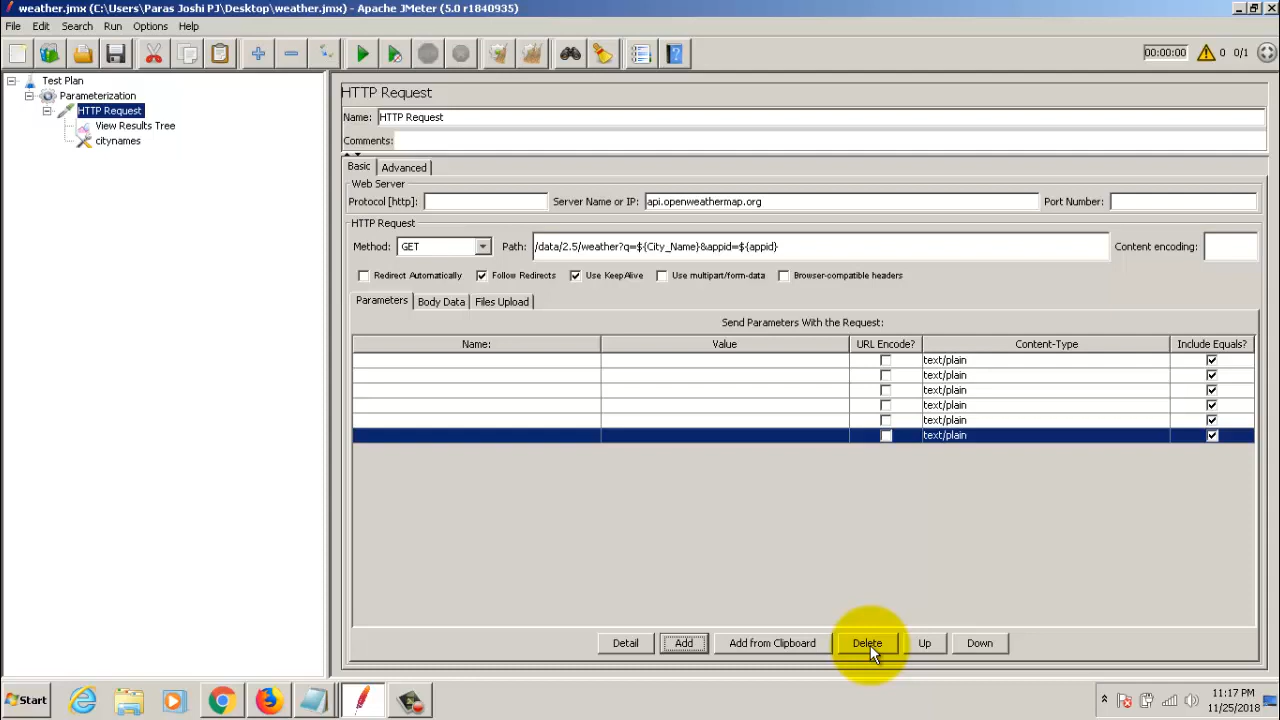 weather.jmx (C:\Users\Paras Joshi PJ\Desktop\weather.jmx) - Apache JMeter (5.0 r1840935)
File Edit Search Run Options Help
00:00:00 0 0/1
Test Plan
Parameterization
HTTP Request
View Results Tree
citynames
HTTP Request
Name: HTTP Request
Comments:
Basic Advanced
Web Server
Protocol [http]: Server Name or IP: api.openweathermap.org Port Number:
HTTP Request
Method: GET Path: /data/2.5/weather?q=${City_Name}&appid=${appid} Content encoding:
Redirect Automatically Follow Redirects Use KeepAlive Use multipart/form-data Browser-compatible headers
Parameters Body Data Files Upload
Send Parameters With the Request:
Name: Value URL Encode? Content-Type Include Equals?
text/plain
text/plain
text/plain
text/plain
text/plain
text/plain
Detail Add Add from Clipboard Delete Up Down
Start 11:17 PM
11/25/2018